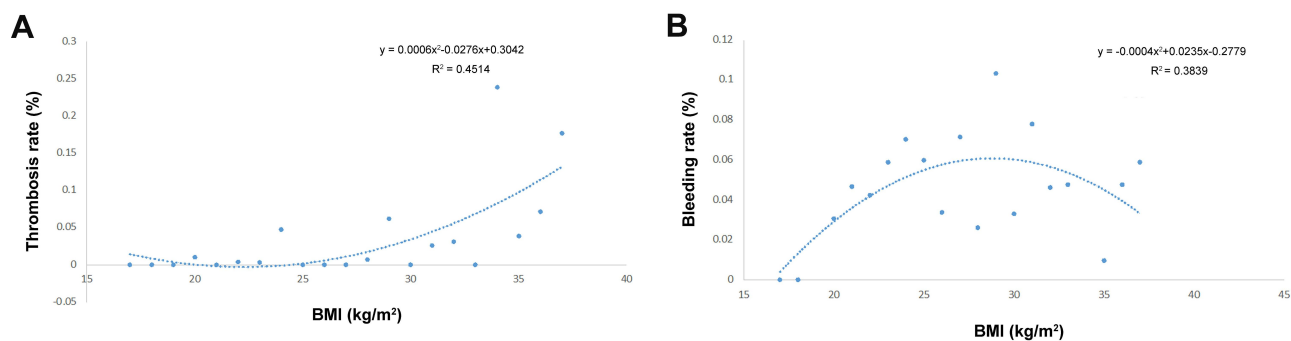 A
y = 0.0006x²-0.0276x+0.3042
R² = 0.4514
Thrombosis rate (%)
0.3
0.25
0.2
0.15
0.1
0.05
0
-0.05
15 20 25 30 35 40
BMI (kg/m²)
B
y = -0.0004x²+0.0235x-0.2779
R² = 0.3839
Bleeding rate (%)
0.12
0.1
0.08
0.06
0.04
0.02
0
15 20 25 30 35 40 45
BMI (kg/m²)